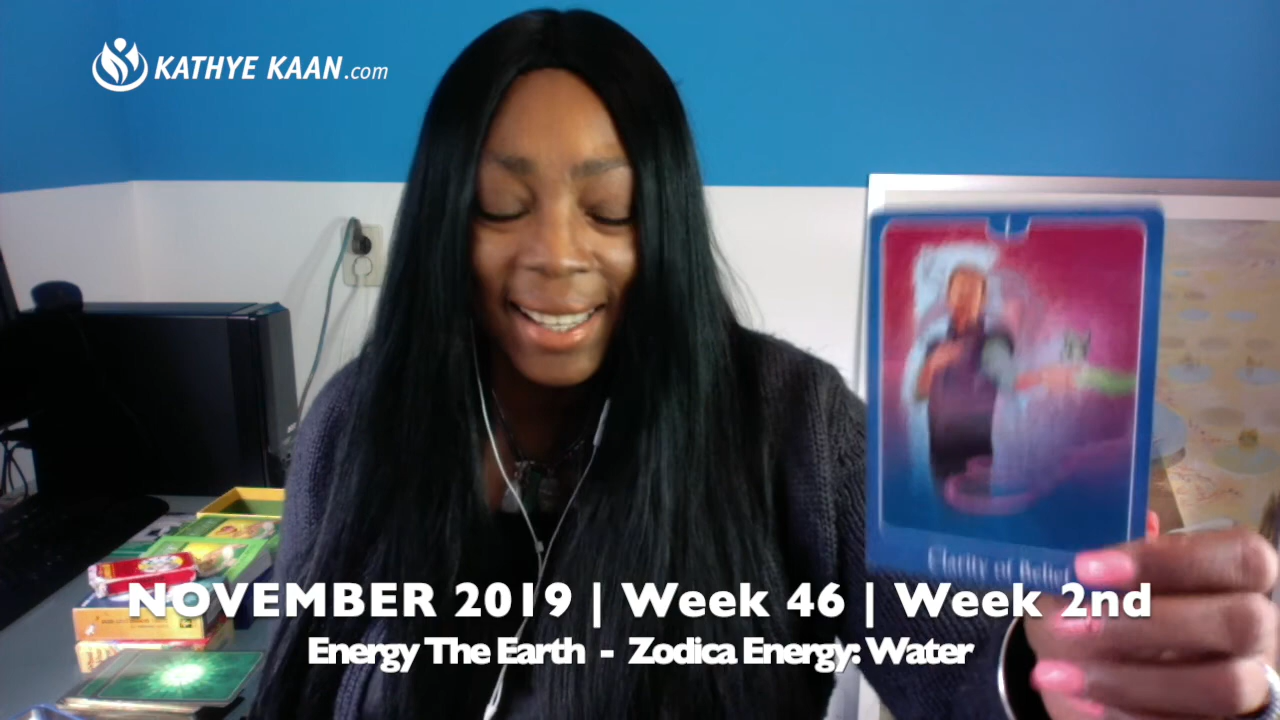 KATHYE KAAN.com
Clarity of Belief
NOVEMBER 2019 | Week 46 | Week 2nd
Energy The Earth - Zodica Energy: Water